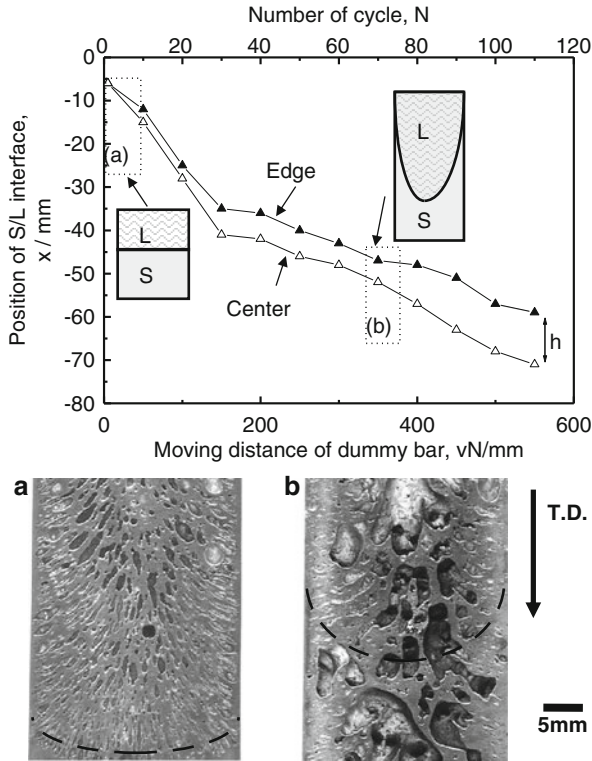 Number of cycle, N
0 20 40 60 80 100 120
0
-10
-20
-30
-40
-50
-60
-70
-80
Position of S/L interface,
x / mm
(a)
L
S
Edge
Center
L
S
(b)
h
0 200 400 600
Moving distance of dummy bar, vN/mm
a
b
T.D.
5mm